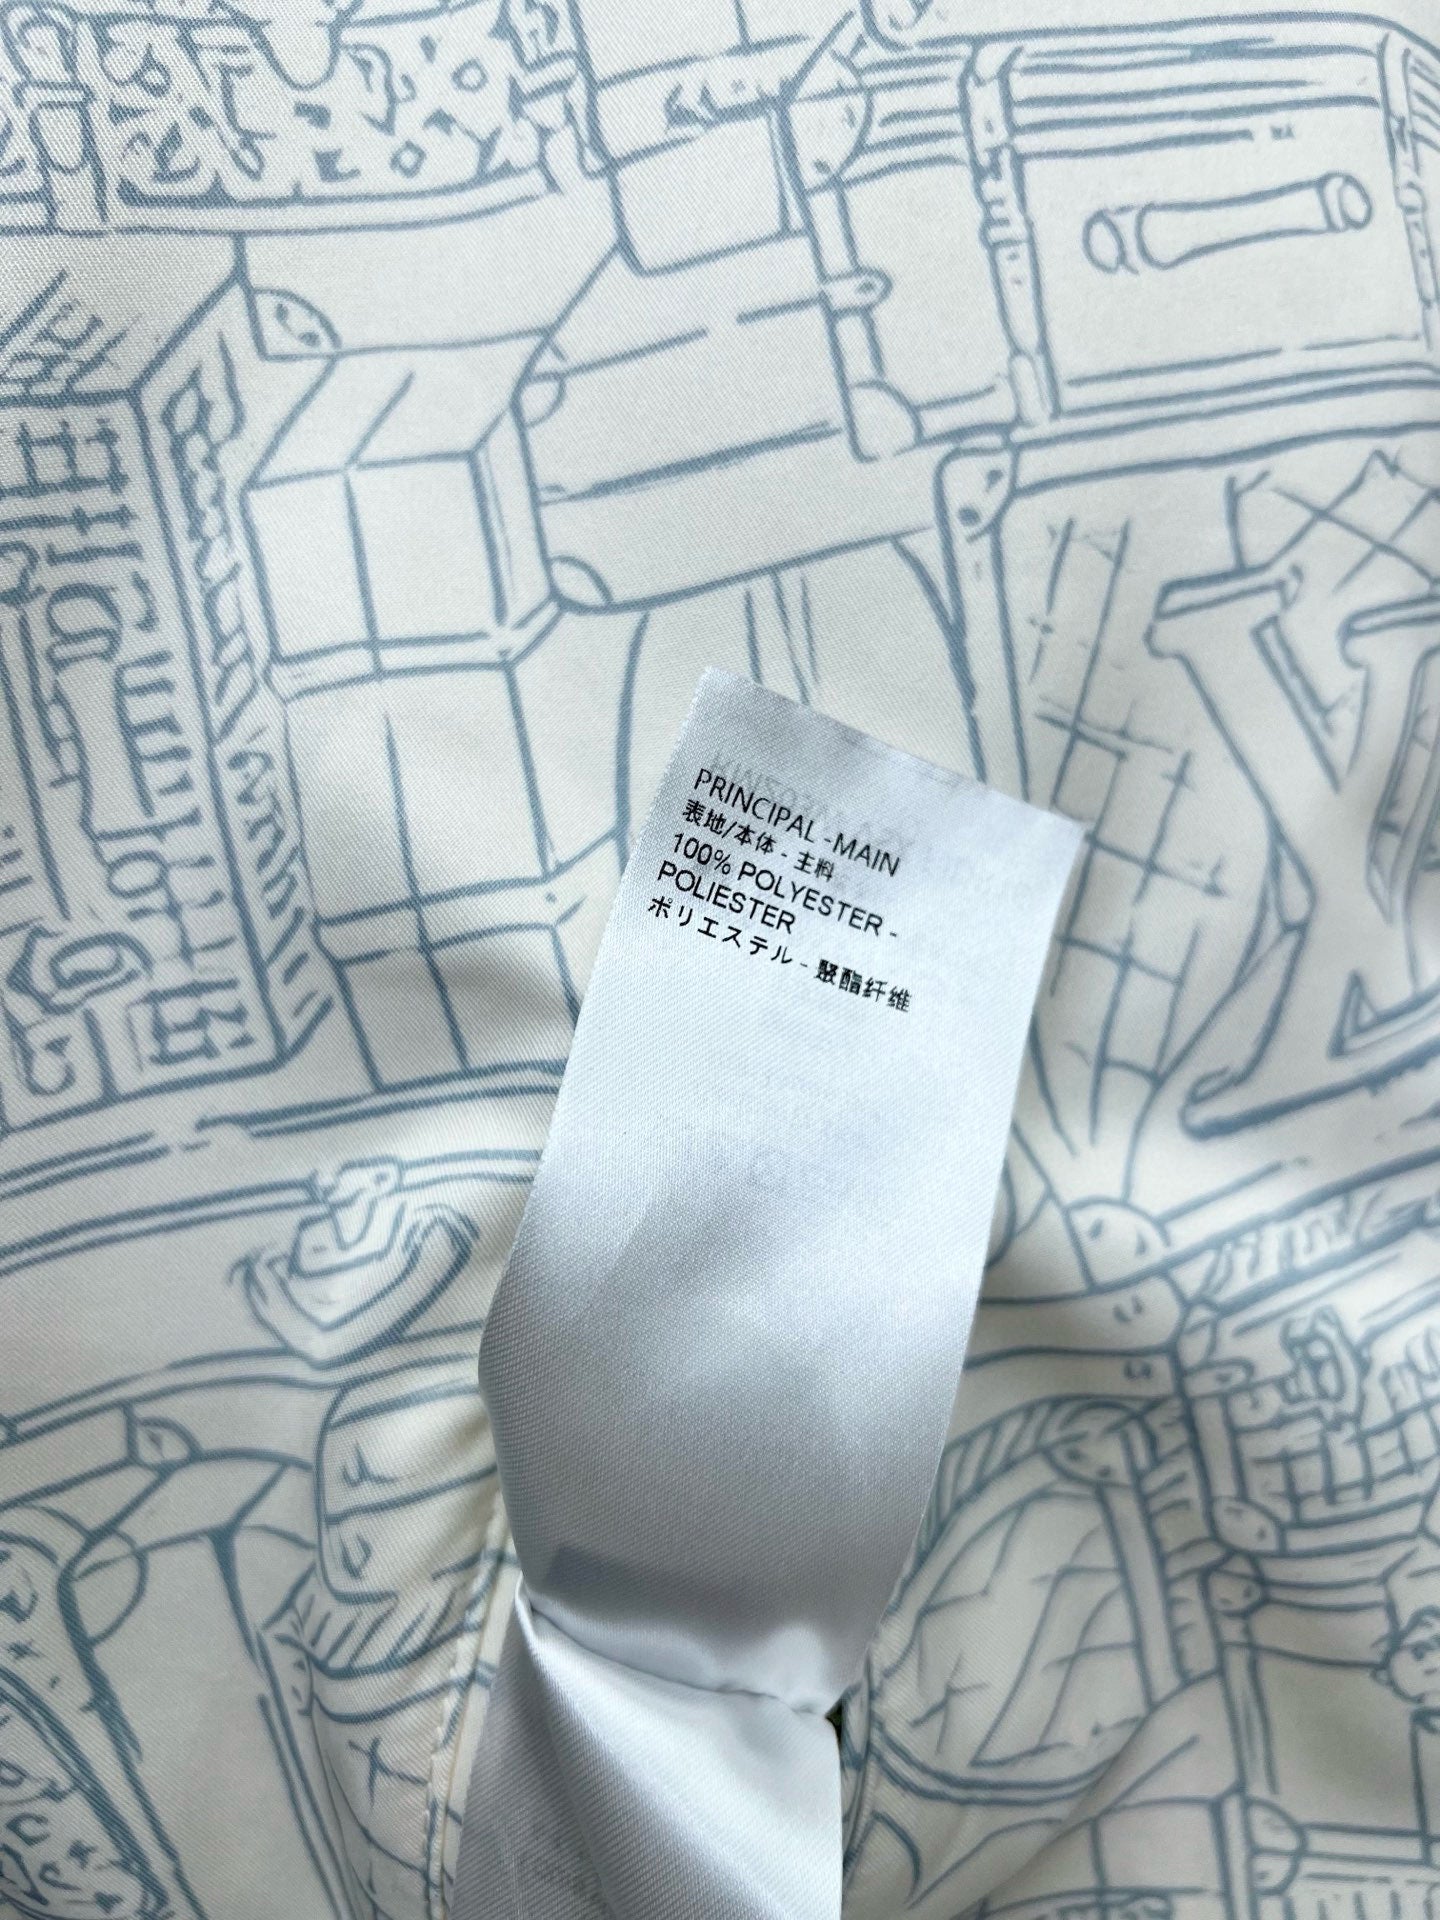 PRINCIPAL -MAIN
表地/本体 - 主料
100% POLYESTER -
POLIESTER
ポリエステル - 聚酯纤维